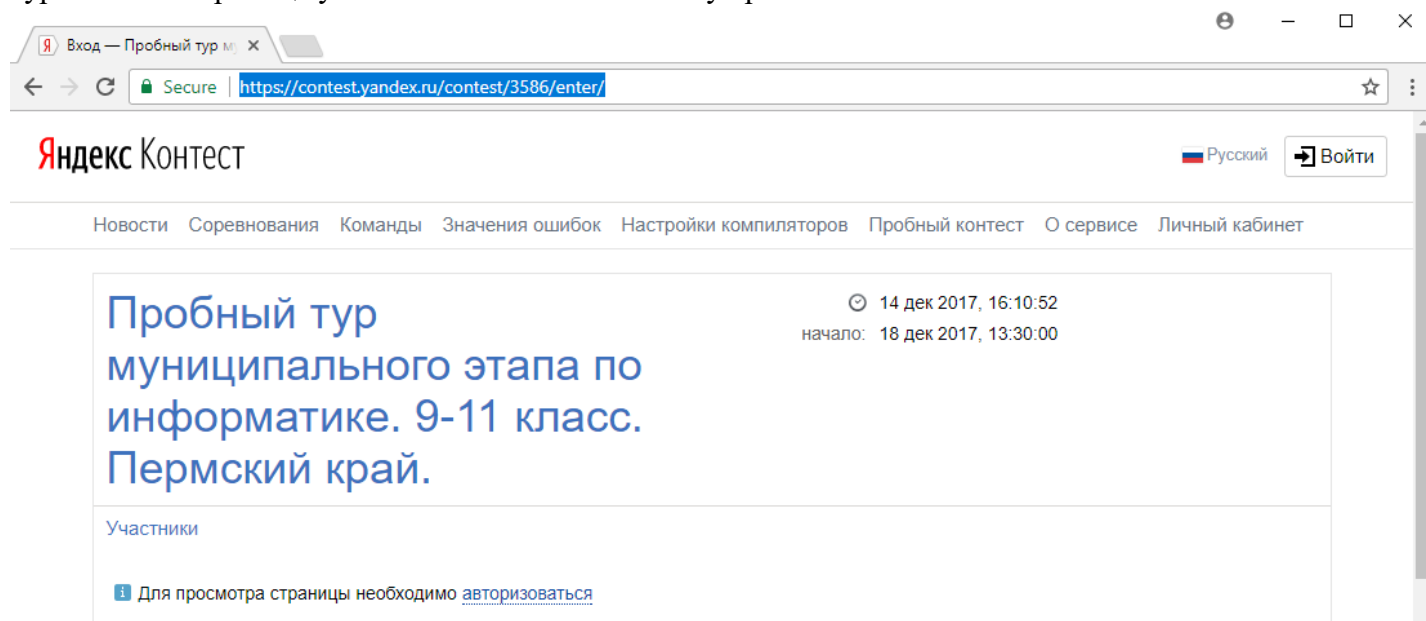 Вход — Пробный тур м
Secure | https://contest.yandex.ru/contest/3586/enter/
Яндекс Контест
Русский
Войти
Новости Соревнования Команды Значения ошибок Настройки компиляторов Пробный контест О сервисе Личный кабинет
Пробный тур
муниципального этапа по
информатике. 9-11 класс.
Пермский край.
14 дек 2017, 16:10:52
начало: 18 дек 2017, 13:30:00
Участники
Для просмотра страницы необходимо авторизоваться